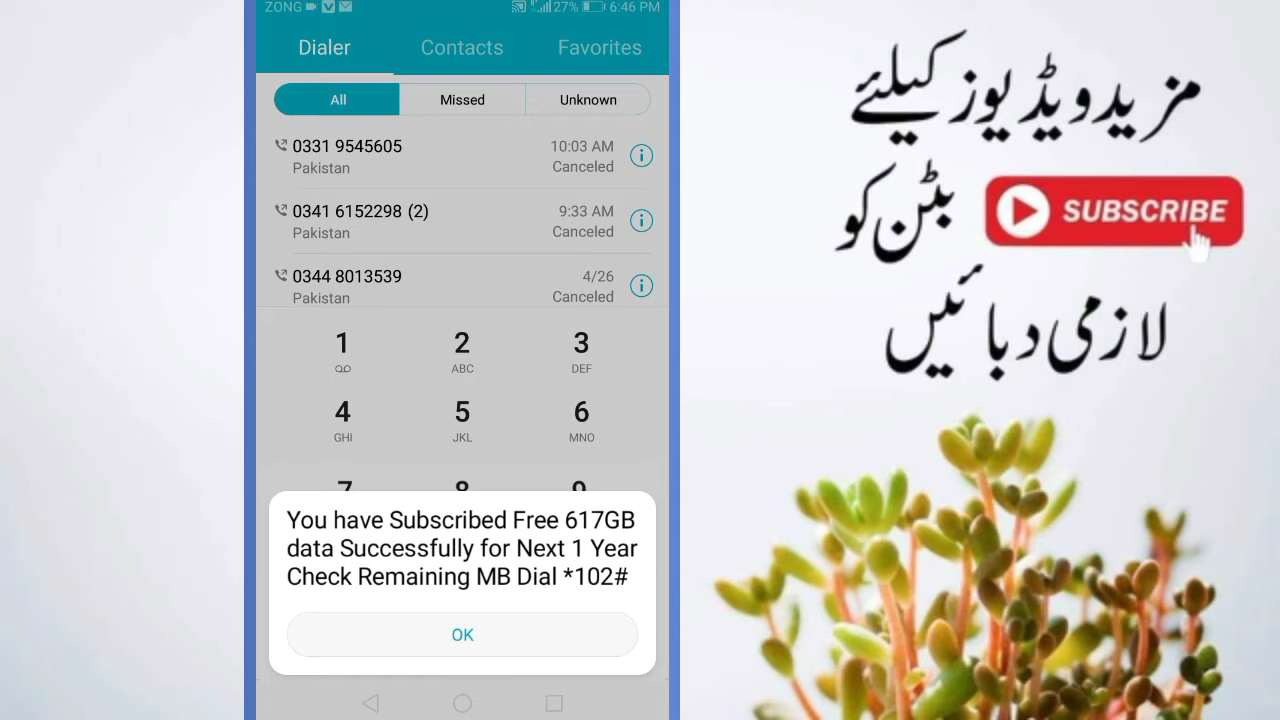 ZONG
27% 6:46 PM
Dialer Contacts Favorites
All Missed Unknown
0331 9545605 10:03 AM
Pakistan Canceled
0341 6152298 (2) 9:33 AM
Pakistan Canceled
0344 8013539 4/26
Pakistan Canceled
1 2 3
ABC DEF
4 5 6
GHI JKL MNO
7 8 9
You have Subscribed Free 617GB
data Successfully for Next 1 Year
Check Remaining MB Dial *102#
OK
مزید ویڈیوز کیلئے
SUBSCRIBE بٹن کو
لازمی دبائیں